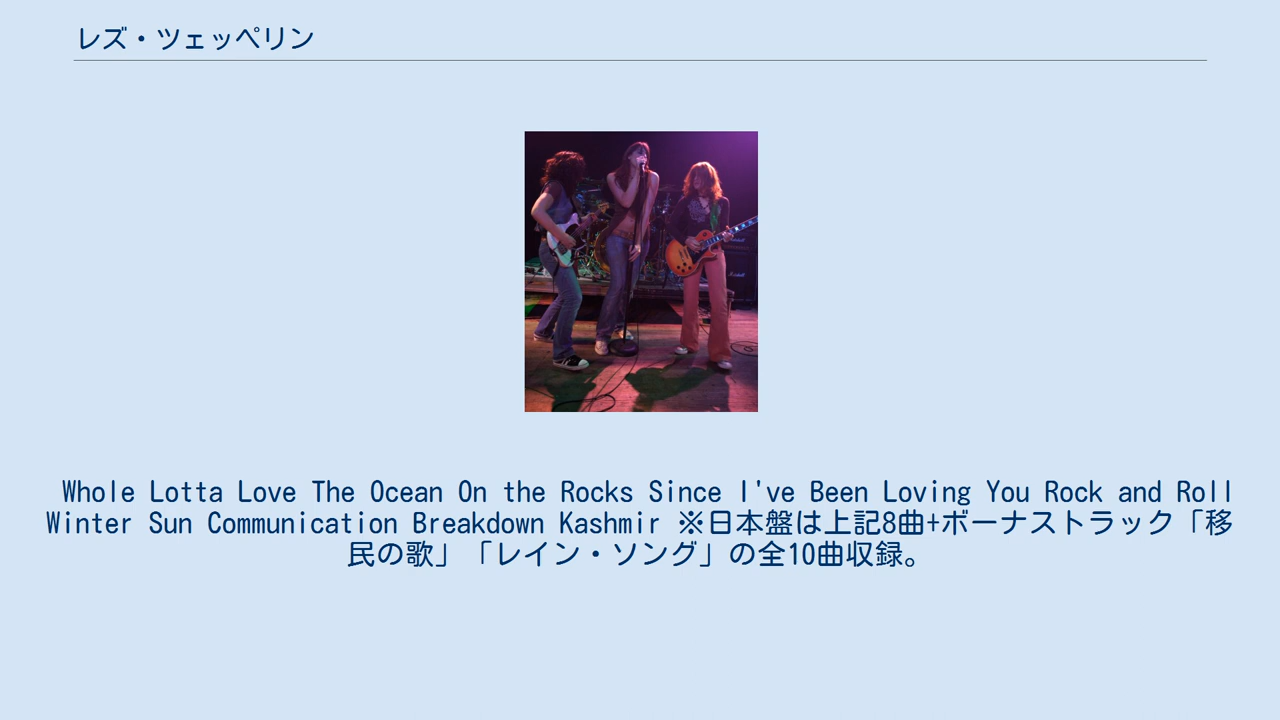 レズ・ツェッペリン
Whole Lotta Love The Ocean On the Rocks Since I've Been Loving You Rock and Roll
Winter Sun Communication Breakdown Kashmir ※日本盤は上記8曲+ボーナストラック「移
民の歌」「レイン・ソング」の全10曲収録。